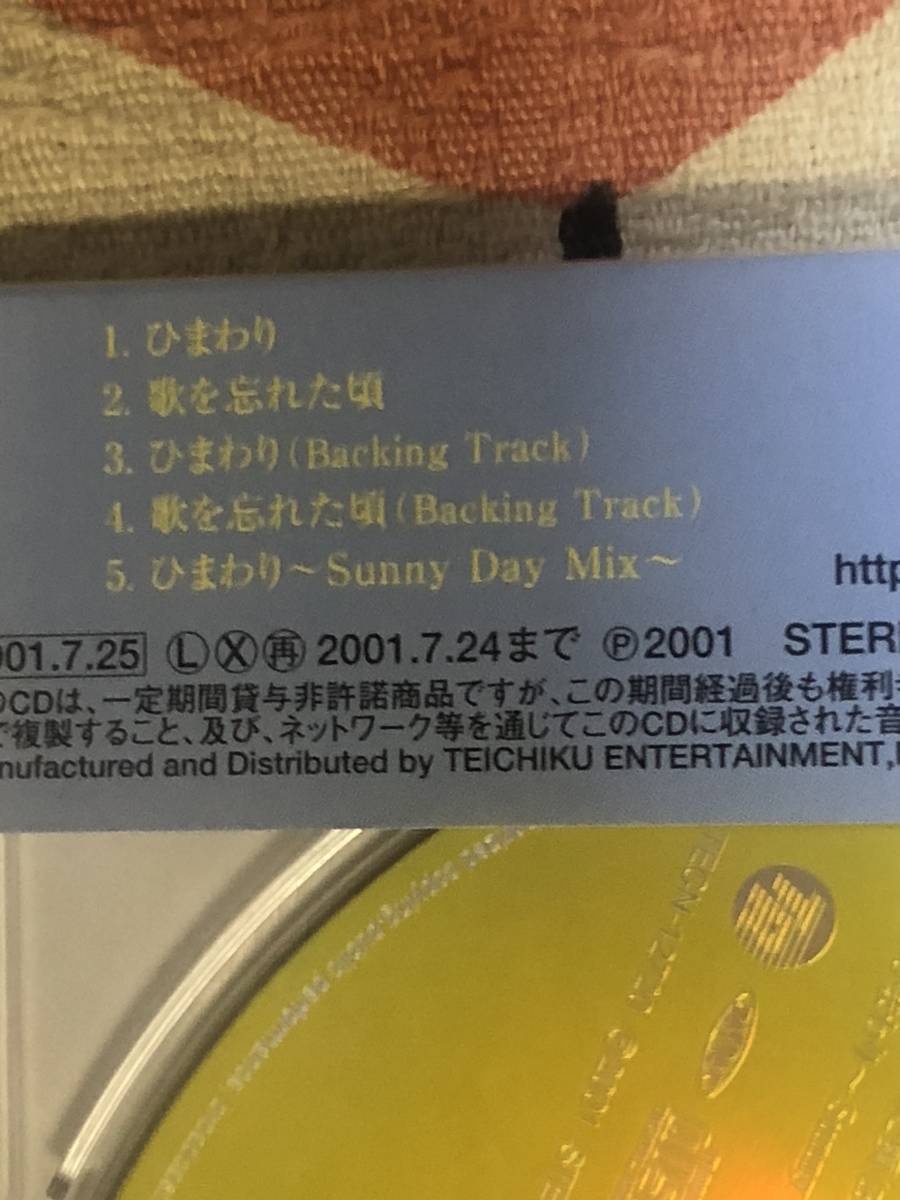 1. ひまわり
2. 歌を忘れた頃
3. ひまわり(Backing Track)
4. 歌を忘れた頃(Backing Track)
5. ひまわり〜Sunny Day Mix〜
http
001.7.25 Ⓛ Ⓧ ㊢ 2001.7.24まで Ⓟ2001 STER
のCDは、一定期間貸与非許諾商品ですが、この期間経過後も権利
で複製すること、及び、ネットワーク等を通じてこのCDに収録された音
nufactured and Distributed by TEICHIKU ENTERTAINMENT,